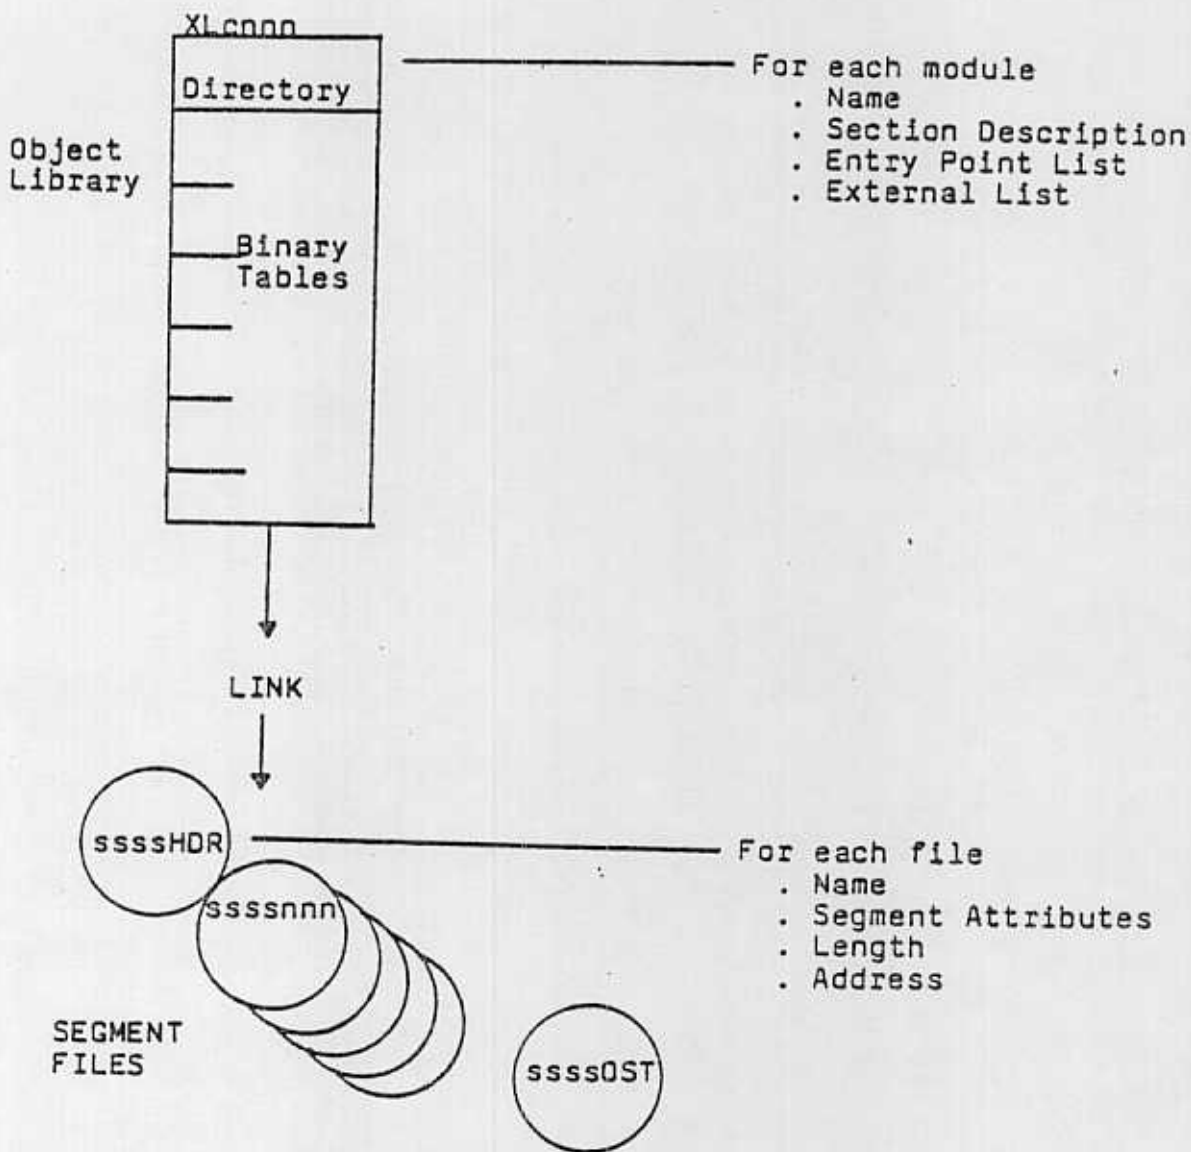 XLcnnn
Directory
For each module
. Name
. Section Description
. Entry Point List
. External List
Object
Library
Binary
Tables
LINK
ssssHDR
For each file
. Name
. Segment Attributes
. Length
. Address
ssssnnn
SEGMENT
FILES
ssssOST